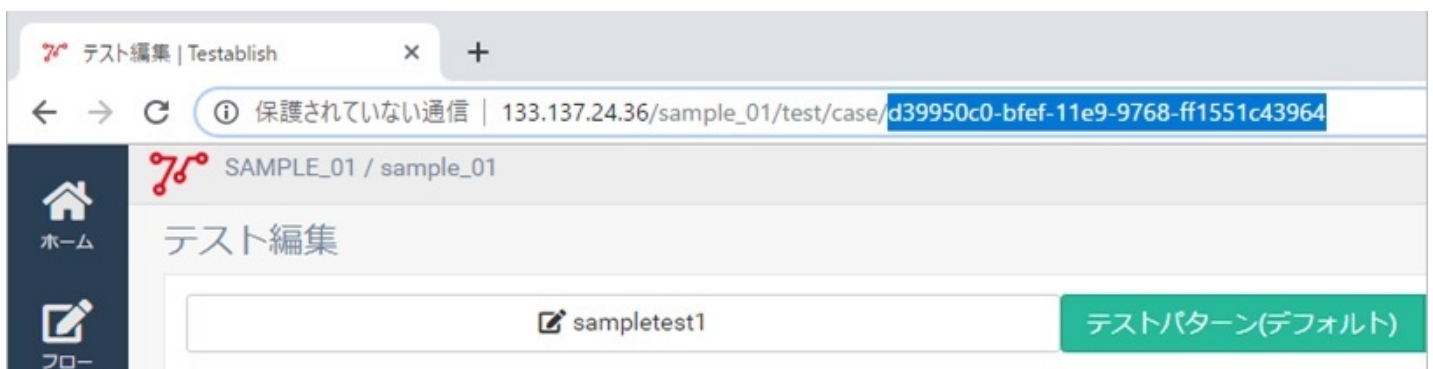 テスト編集 | Testablish
保護されていない通信 | 133.137.24.36/sample_01/test/case/d39950c0-bfef-11e9-9768-ff1551c43964
SAMPLE_01 / sample_01
ホーム
テスト編集
sampletest1 テストパターン(デフォルト)
フロー